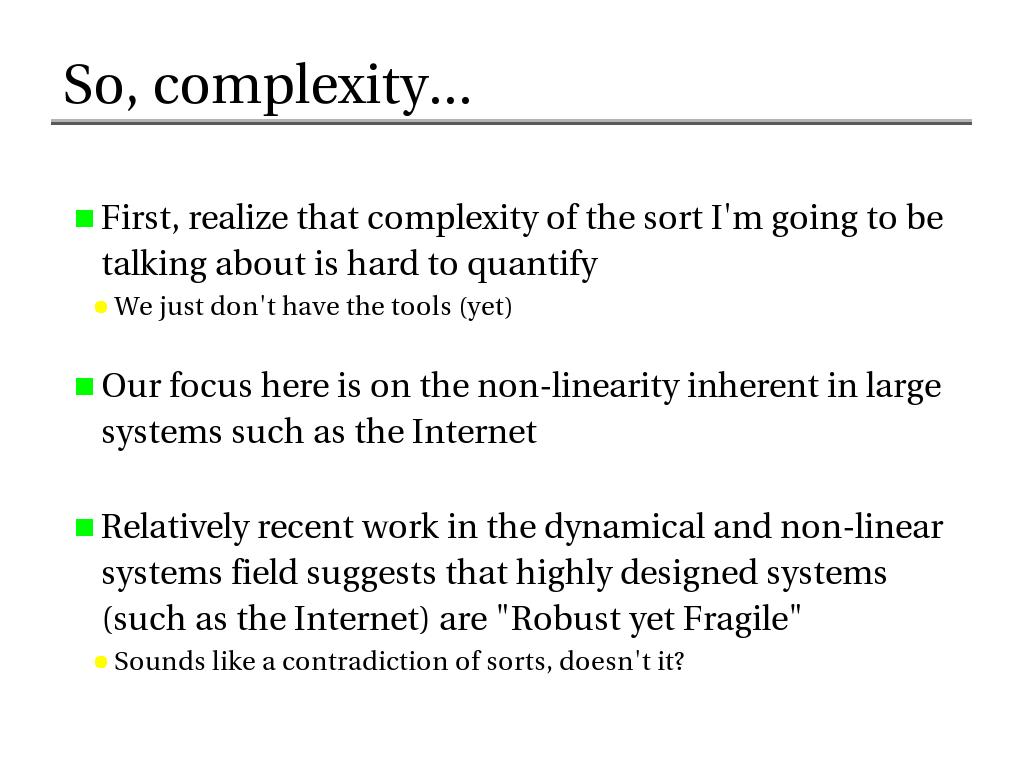 So, complexity...
First, realize that complexity of the sort I'm going to be
talking about is hard to quantify
We just don't have the tools (yet)
Our focus here is on the non-linearity inherent in large
systems such as the Internet
Relatively recent work in the dynamical and non-linear
systems field suggests that highly designed systems
(such as the Internet) are "Robust yet Fragile"
Sounds like a contradiction of sorts, doesn't it?